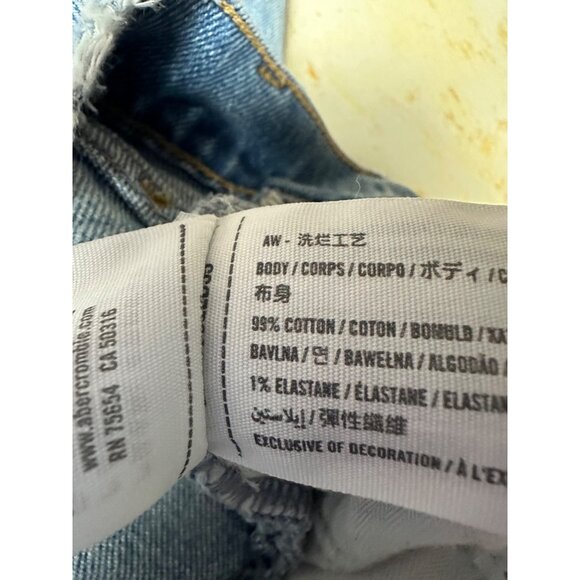 www.abercrombie.com
RN 75654 CA 50316
AW - 洗烂工艺
BODY / CORPS / CORPO / ボディ / C
布身
99% COTTON / COTON / BOMULD /
BAVLNA / 면 / BAWEŁNA / ALGODÃO /
1% ELASTANE / ÉLASTANE / ELASTAN
إيلاستين / 彈性纖維
EXCLUSIVE OF DECORATION / À L'EX